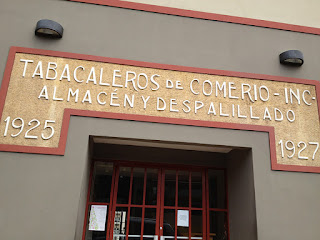 TABACALEROS DE COMERIO - INC-
ALMACEN Y DESPALILLADO
1925
1927